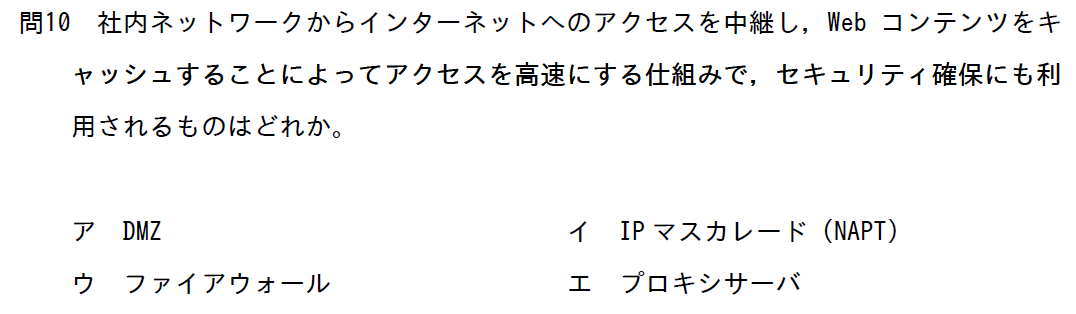 問10　社内ネットワークからインターネットへのアクセスを中継し，Web コンテンツをキ
ャッシュすることによってアクセスを高速にする仕組みで，セキュリティ確保にも利
用されるものはどれか。
ア　DMZ　イ　IP マスカレード（NAPT）
ウ　ファイアウォール　エ　プロキシサーバ